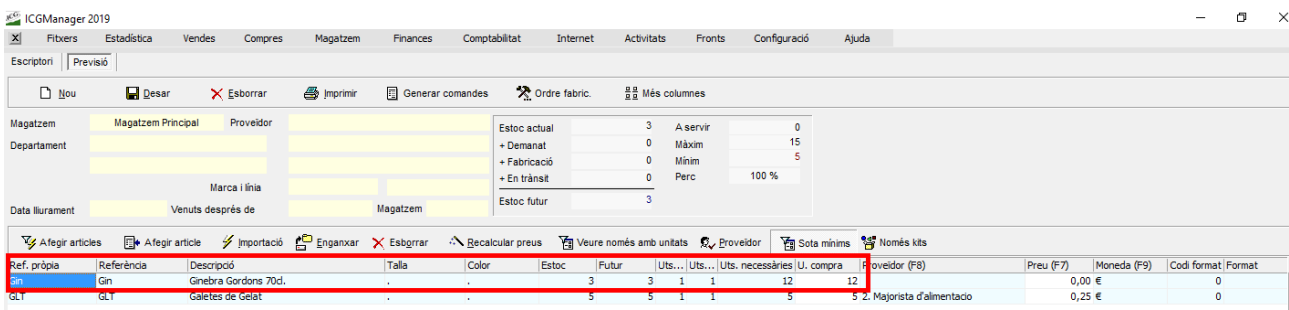 ICGManager 2019
X Fitxers Estadística Vendes Compres Magatzem Finances Comptabilitat Internet Activitats Fronts Configuració Ajuda
Escriptori Previsió
Nou Desar Esborrar Imprimir Generar comandes Ordre fabric. Més columnes
Magatzem Magatzem Principal Proveidor
Departament
Marca i línia
Data lliurament Venuts després de Magatzem
Estoc actual 3 A servir 0
+ Demanat 0 Màxim 15
+ Fabricació 0 Mínim 5
+ En trànsit 0 Perc 100 %
Estoc futur 3
Afegir articles Afegir article Importació Enganxar Esborrar Recalcular preus Veure només amb unitats Proveidor Sota mínims Només kits
Ref. pròpia Referència Descripció Talla Color Estoc Futur Uts... Uts... Uts. necessàries U. compra Proveidor (F8) Preu (F7) Moneda (F9) Codi format Format
Gin Gin Ginebra Gordons 70cl. . . 3 3 1 1 12 12 0,00 € 0
GLT GLT Galetes de Gelat . . 5 5 1 1 5 5 2. Majorista d'alimentacio 0,25 € 0